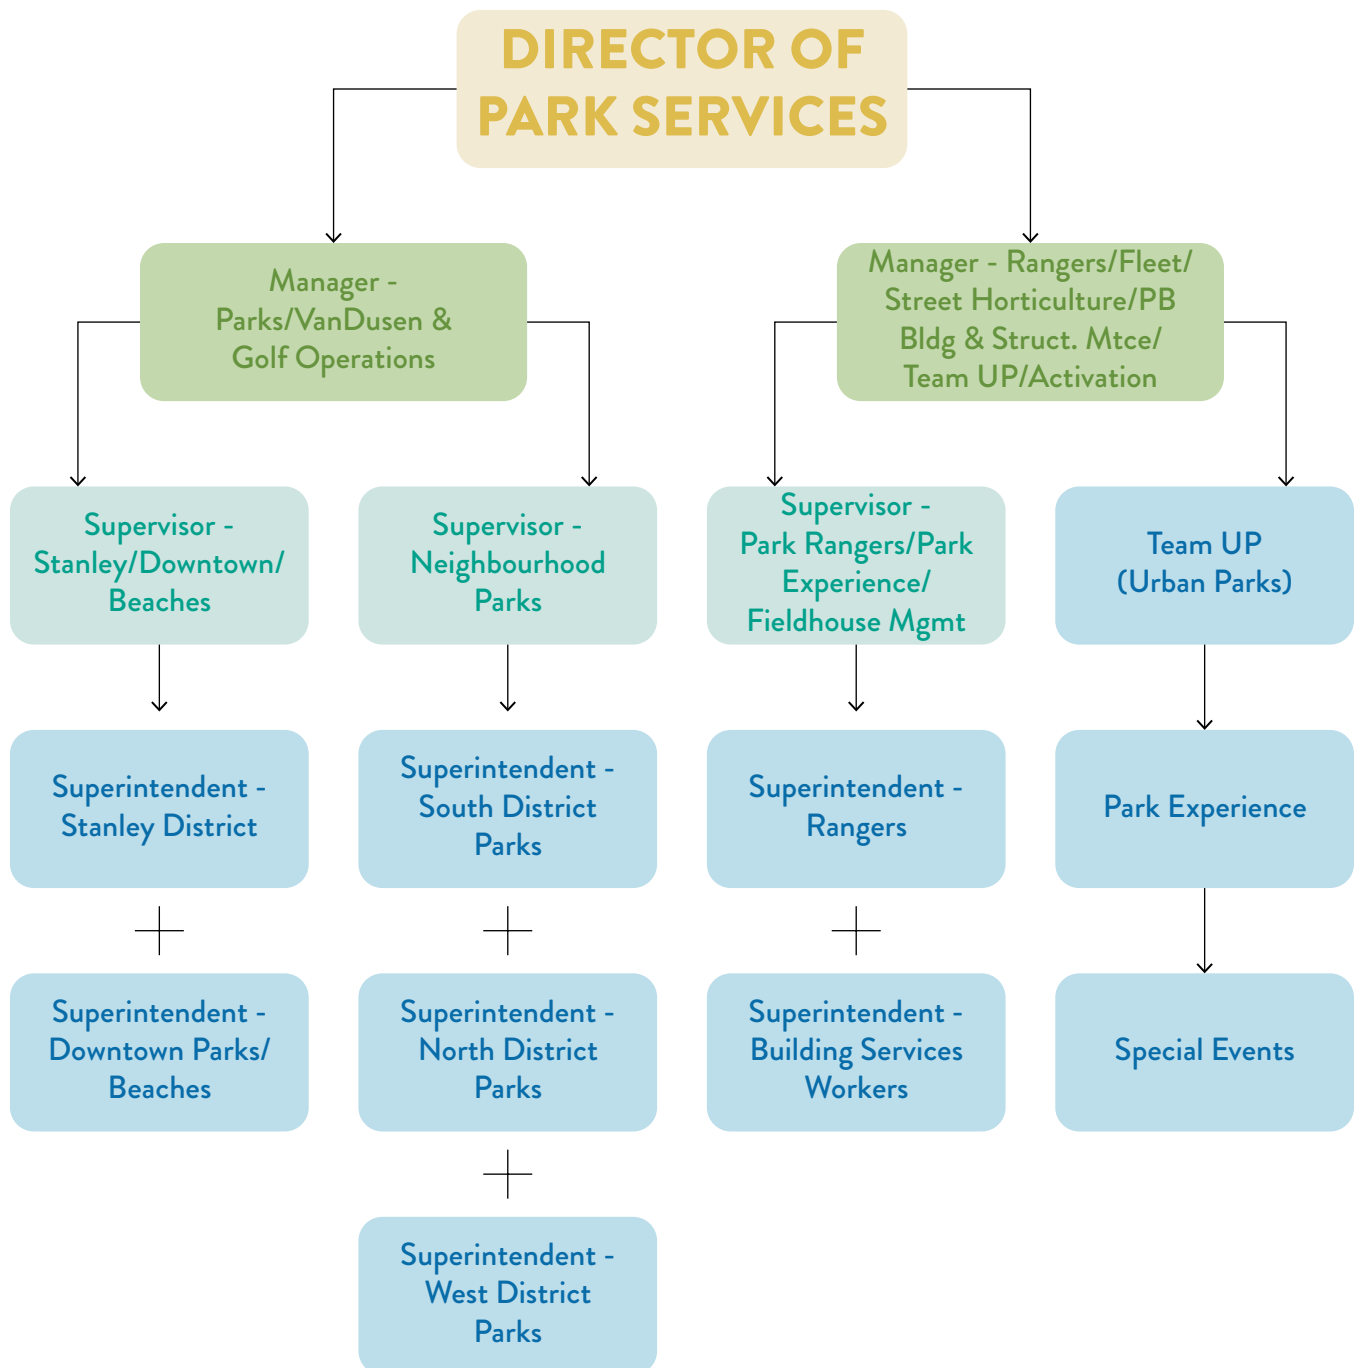 DIRECTOR OF
PARK SERVICES
Manager -
Parks/VanDusen &
Golf Operations
Manager - Rangers/Fleet/
Street Horticulture/PB
Bldg & Struct. Mtce/
Team UP/Activation
Supervisor -
Stanley/Downtown/
Beaches
Supervisor -
Neighbourhood
Parks
Supervisor -
Park Rangers/Park
Experience/
Fieldhouse Mgmt
Team UP
(Urban Parks)
Superintendent -
Stanley District
Superintendent -
South District
Parks
Superintendent -
Rangers
Park Experience
Superintendent -
Downtown Parks/
Beaches
Superintendent -
North District
Parks
Superintendent -
Building Services
Workers
Special Events
Superintendent -
West District
Parks